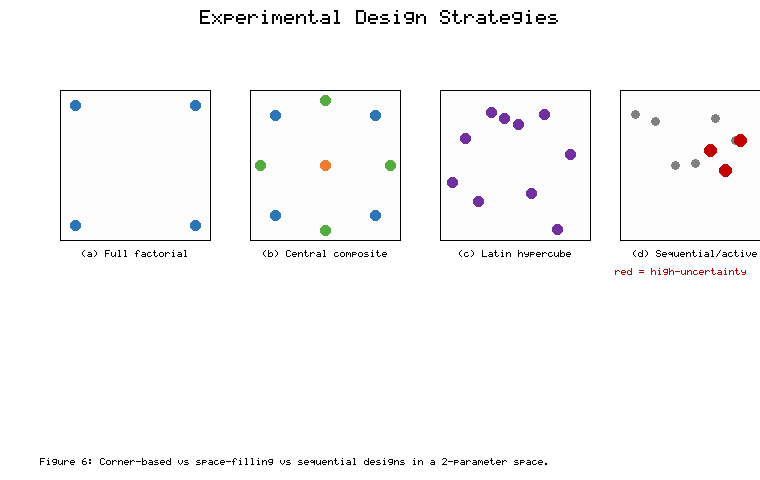 Experimental Design Strategies
(a) Full factorial
(b) Central composite
(c) Latin hypercube
(d) Sequential/active
red = high-uncertainty
Figure 6: Corner-based vs space-filling vs sequential designs in a 2-parameter space.